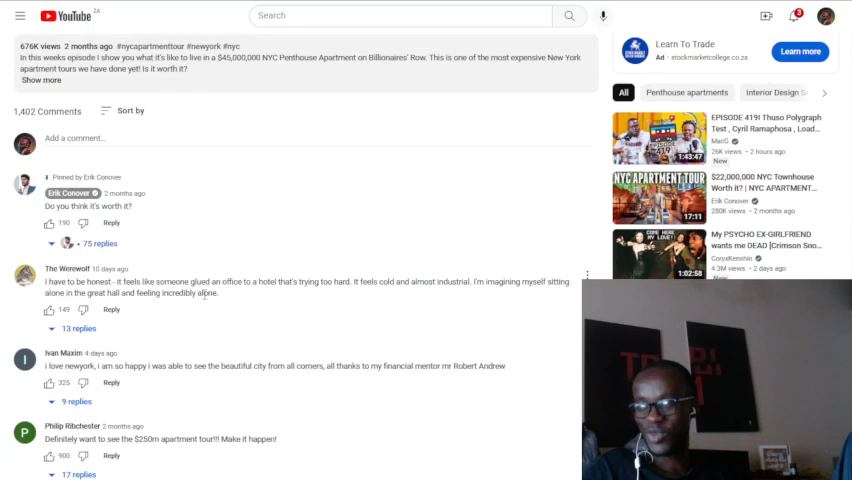 YouTube ZA
Search
3
676K views 2 months ago #nycapartmenttour #newyork #nyc
In this weeks episode I show you what it's like to live in a $45,000,000 NYC Penthouse Apartment on Billionaires' Row. This is one of the most expensive New York
apartment tours we have done yet! Is it worth it?
Show more
1,402 Comments
Sort by
Add a comment...
Pinned by Erik Conover
Erik Conover 2 months ago
Do you think it's worth it?
190 Reply
75 replies
The Werewolf 10 days ago
I have to be honest - it feels like someone glued an office to a hotel that's trying too hard. It feels cold and almost industrial. I'm imagining myself sitting
alone in the great hall and feeling incredibly alone.
149 Reply
13 replies
I
Ivan Maxim 4 days ago
i love newyork, i am so happy i was able to see the beautiful city from all corners, all thanks to my financial mentor mr Robert Andrew
325 Reply
9 replies
P
Philip Ribchester 2 months ago
Definitely want to see the $250m apartment tour!!! Make it happen!
900 Reply
17 replies
Learn To Trade
Ad · stockmarketcollege.co.za
Learn more
All
Penthouse apartments
Interior Design
EPISODE 419I Thuso Polygraph
Test , Cyril Ramaphosa , Load...
MacG
26K views • 2 hours ago
New
EPISODE 419
1:43:47
$22,000,000 NYC Townhouse
Worth it? | NYC APARTMENT...
Erik Conover
280K views • 2 months ago
NYC APARTMENT TOUR
17:11
My PSYCHO EX-GIRLFRIEND
wants me DEAD [Crimson Sno...
CoryxKenshin
4.3M views • 2 days ago
New
COME HERE
MY LOVE!!
1:02:58